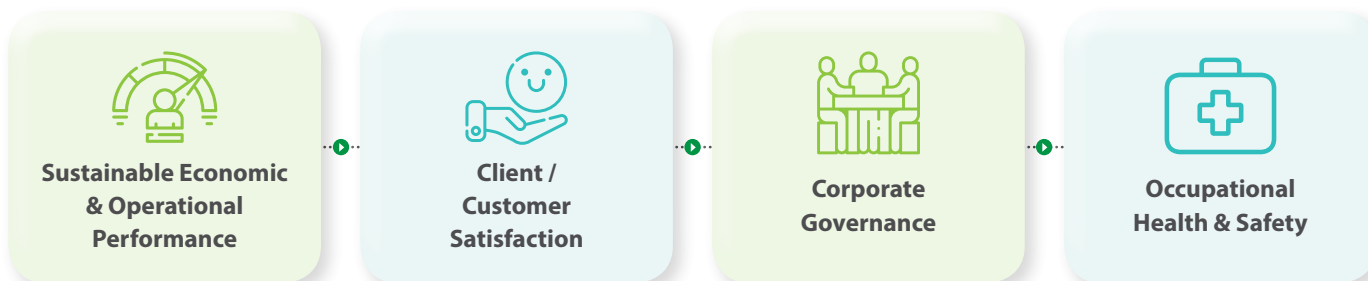 Sustainable Economic
& Operational
Performance
Client /
Customer
Satisfaction
Corporate
Governance
Occupational
Health & Safety